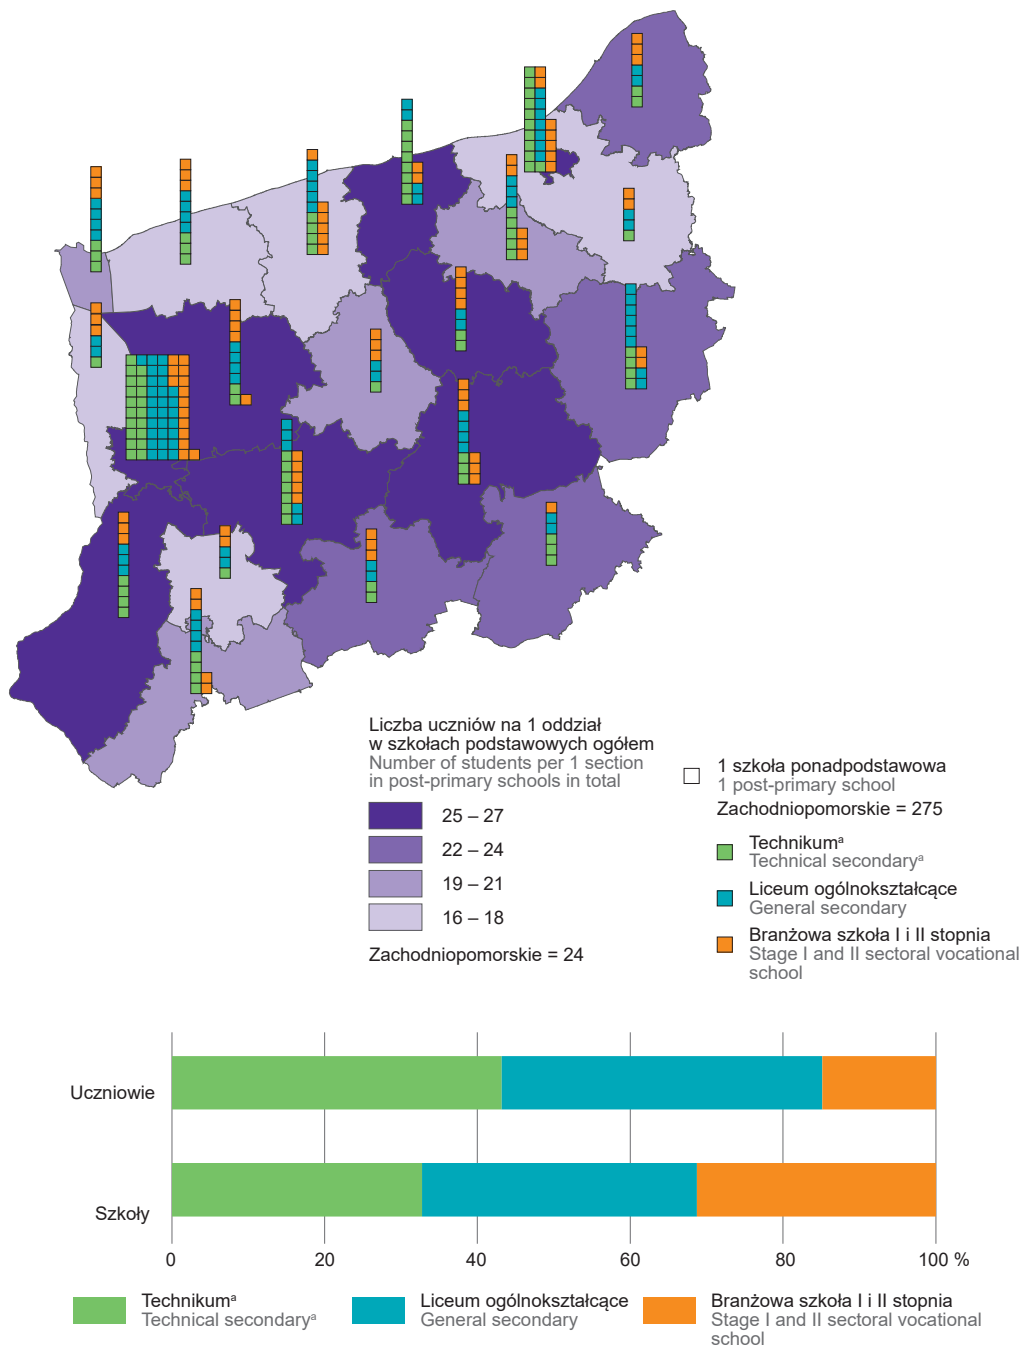 Liczba uczniów na 1 oddział
w szkołach podstawowych ogółem
Number of students per 1 section
in post-primary schools in total
25 – 27
22 – 24
19 – 21
16 – 18
Zachodniopomorskie = 24
1 szkoła ponadpodstawowa
1 post-primary school
Zachodniopomorskie = 275
Technikumᵃ
Technical secondaryᵃ
Liceum ogólnokształcące
General secondary
Branżowa szkoła I i II stopnia
Stage I and II sectoral vocational
school
Uczniowie
Szkoły
0 20 40 60 80 100 %
Technikumᵃ
Technical secondaryᵃ
Liceum ogólnokształcące
General secondary
Branżowa szkoła I i II stopnia
Stage I and II sectoral vocational
school